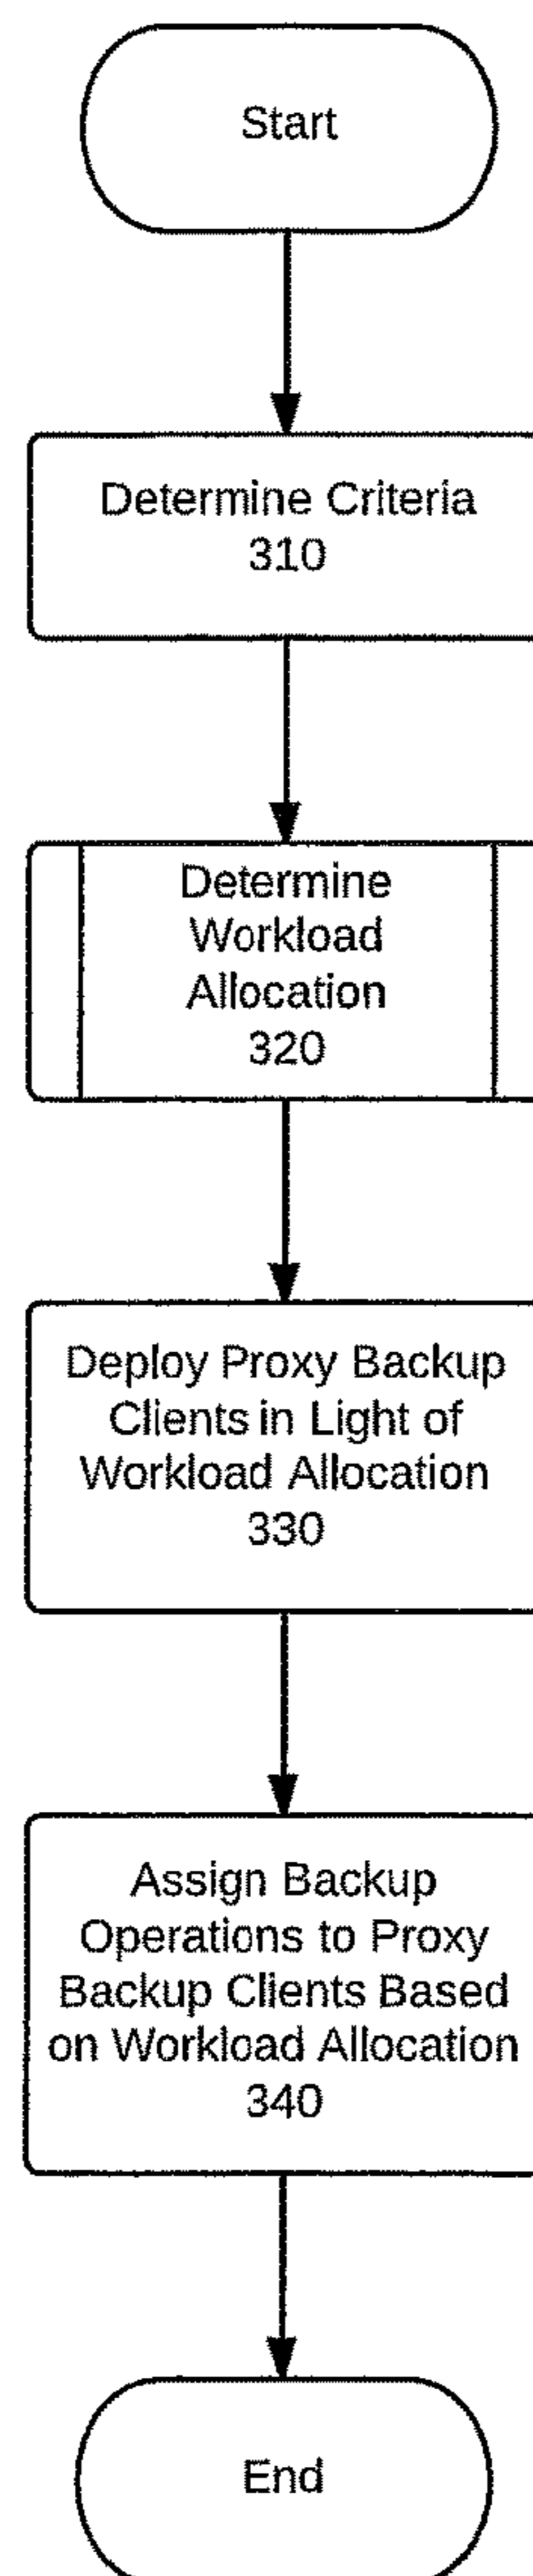 Start
Determine Criteria
310
Determine
Workload
Allocation
320
Deploy Proxy Backup
Clients in Light of
Workload Allocation
330
Assign Backup
Operations to Proxy
Backup Clients Based
on Workload Allocation
340
End